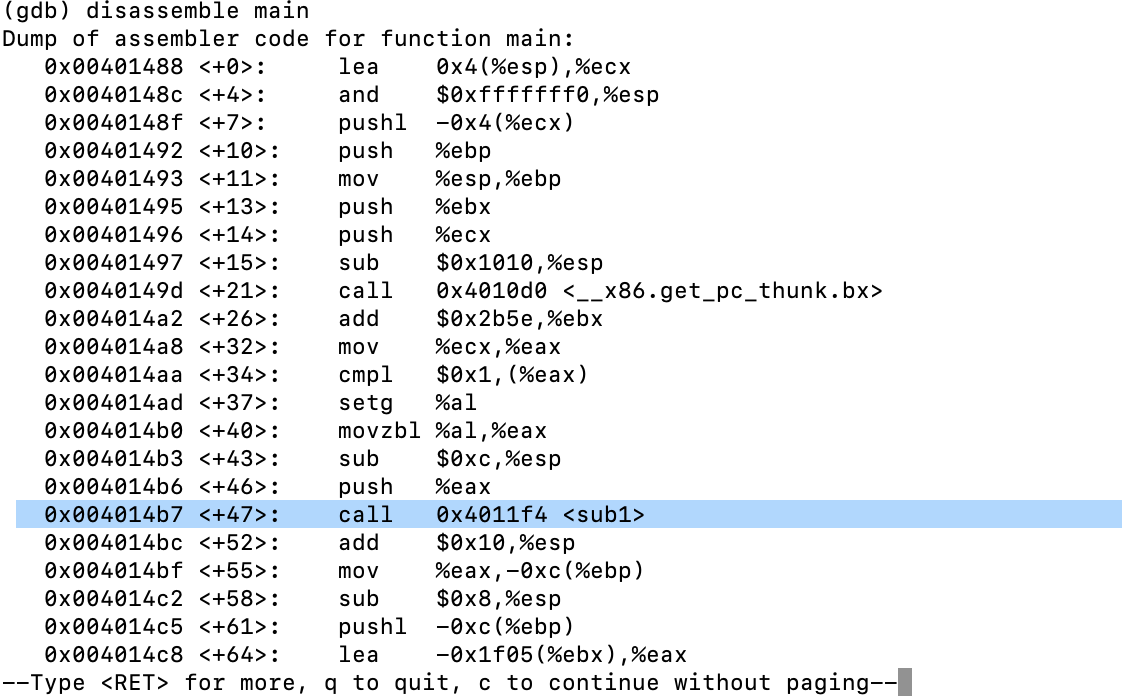 (gdb) disassemble main
Dump of assembler code for function main:
   0x00401488 <+0>:     lea    0x4(%esp),%ecx
   0x0040148c <+4>:     and    $0xfffffff0,%esp
   0x0040148f <+7>:     pushl  -0x4(%ecx)
   0x00401492 <+10>:    push   %ebp
   0x00401493 <+11>:    mov    %esp,%ebp
   0x00401495 <+13>:    push   %ebx
   0x00401496 <+14>:    push   %ecx
   0x00401497 <+15>:    sub    $0x1010,%esp
   0x0040149d <+21>:    call   0x4010d0 <__x86.get_pc_thunk.bx>
   0x004014a2 <+26>:    add    $0x2b5e,%ebx
   0x004014a8 <+32>:    mov    %ecx,%eax
   0x004014aa <+34>:    cmpl   $0x1,(%eax)
   0x004014ad <+37>:    setg   %al
   0x004014b0 <+40>:    movzbl %al,%eax
   0x004014b3 <+43>:    sub    $0xc,%esp
   0x004014b6 <+46>:    push   %eax
   0x004014b7 <+47>:    call   0x4011f4 <sub1>
   0x004014bc <+52>:    add    $0x10,%esp
   0x004014bf <+55>:    mov    %eax,-0xc(%ebp)
   0x004014c2 <+58>:    sub    $0x8,%esp
   0x004014c5 <+61>:    pushl  -0xc(%ebp)
   0x004014c8 <+64>:    lea    -0x1f05(%ebx),%eax
--Type <RET> for more, q to quit, c to continue without paging--